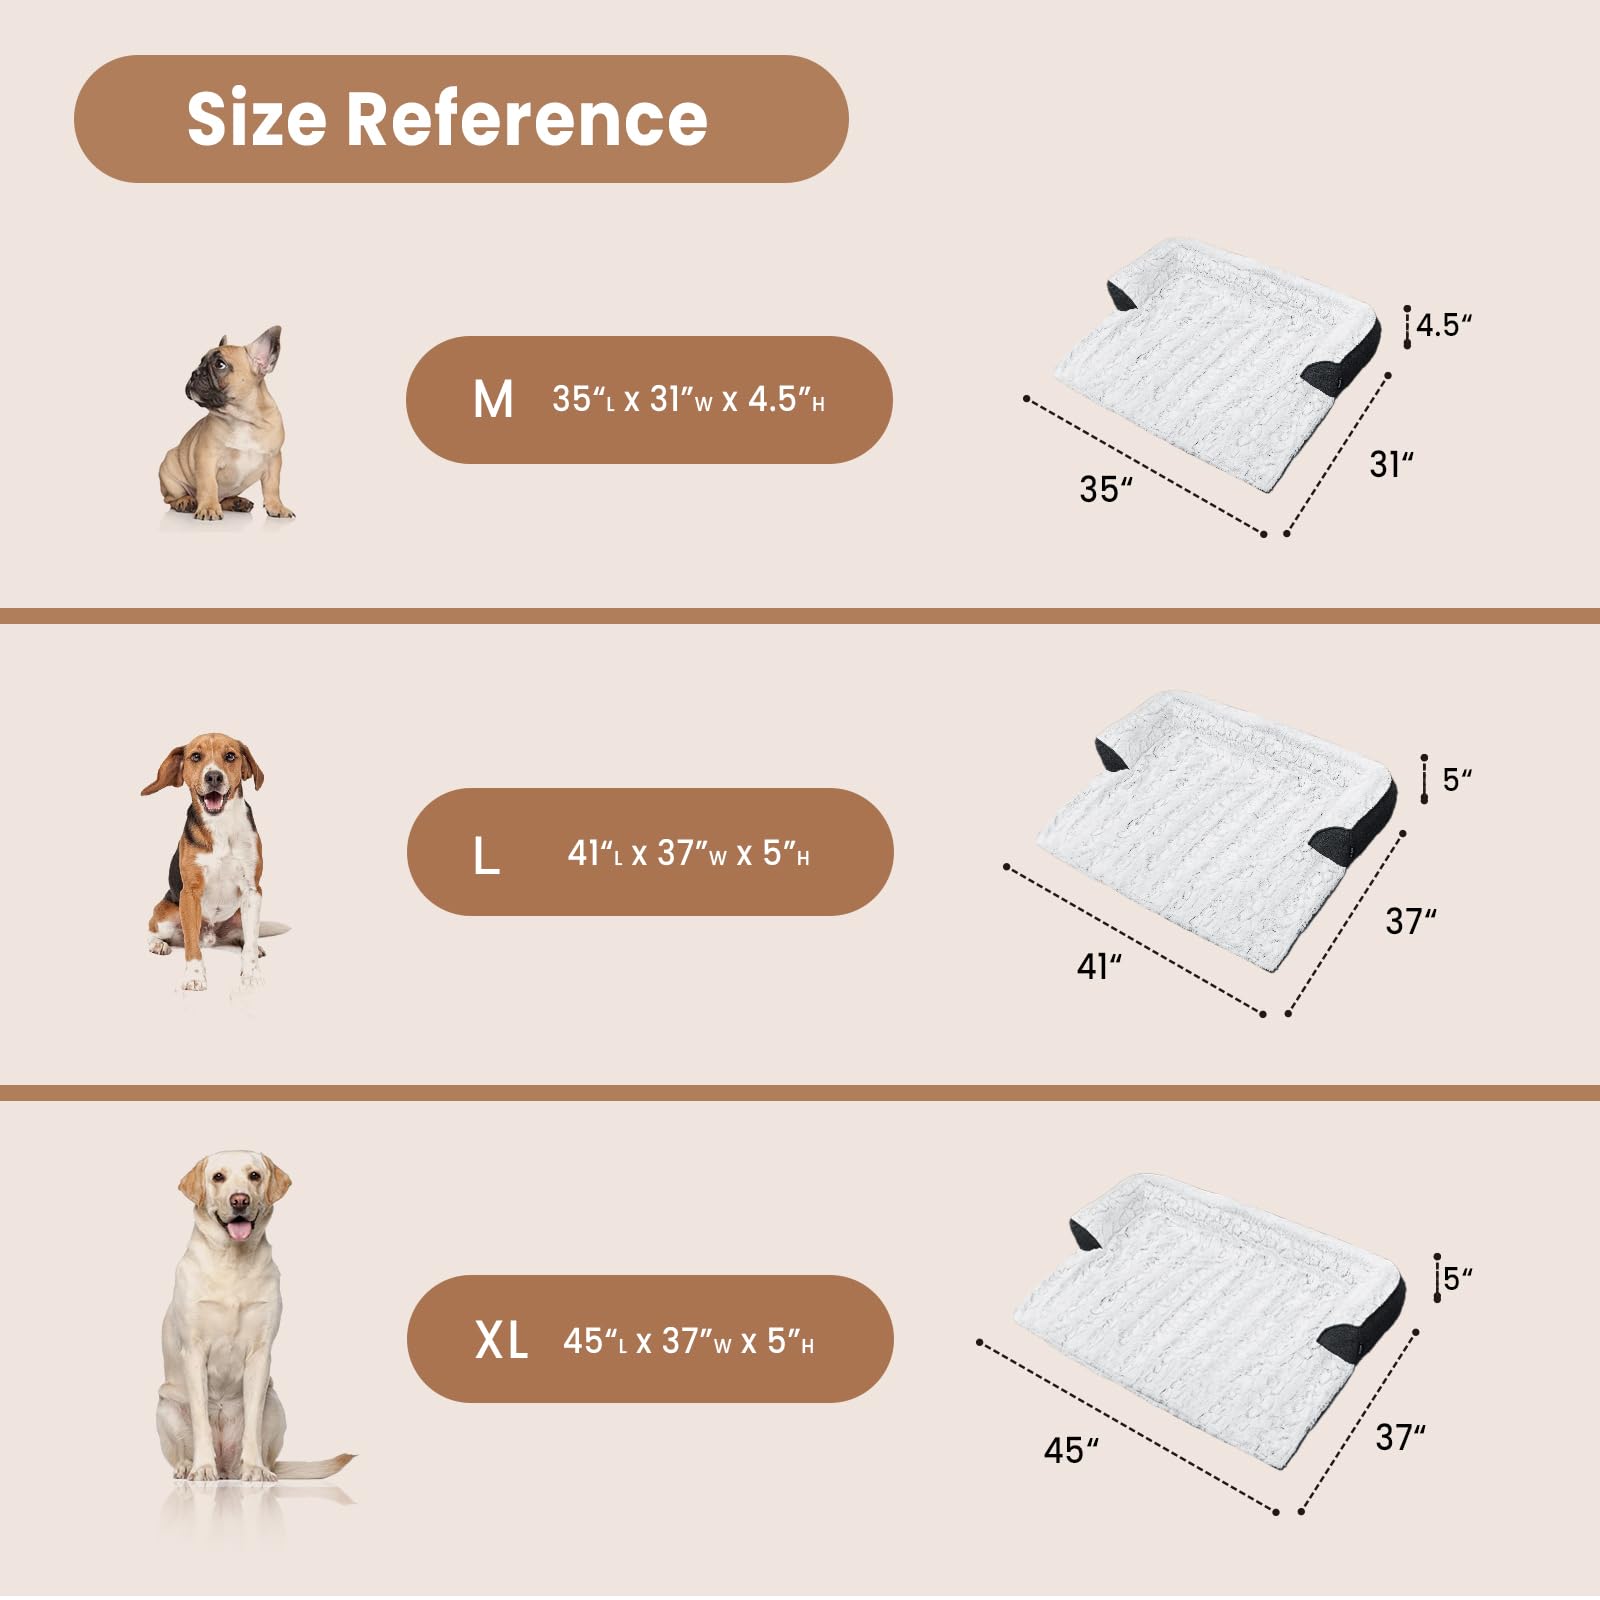 Size Reference
4.5“
M 35“L x 31”W x 4.5”H
31“
35“
5“
L 41“L x 37”W x 5”H
37“
41“
5“
XL 45“L x 37”W x 5”H
37“
45“